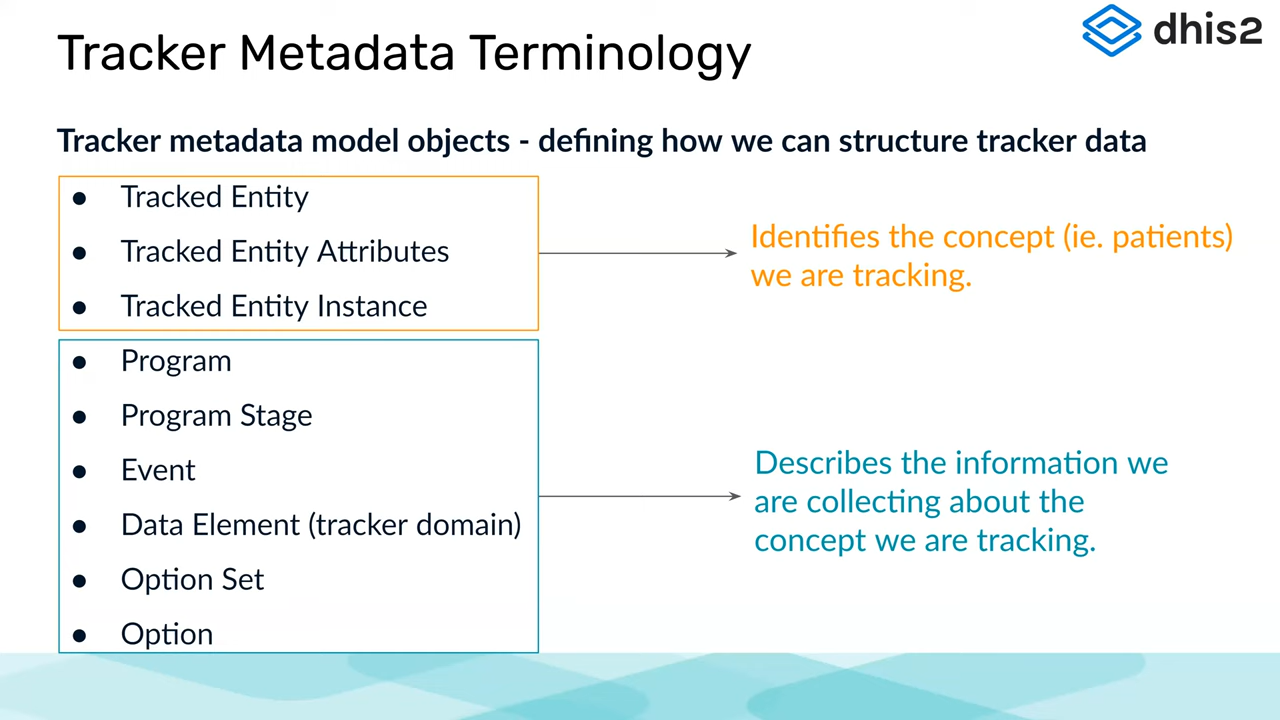 Tracker Metadata Terminology
dhis2
Tracker metadata model objects - defining how we can structure tracker data
● Tracked Entity
● Tracked Entity Attributes
● Tracked Entity Instance
Identifies the concept (ie. patients)
we are tracking.
● Program
● Program Stage
● Event
● Data Element (tracker domain)
● Option Set
● Option
Describes the information we
are collecting about the
concept we are tracking.